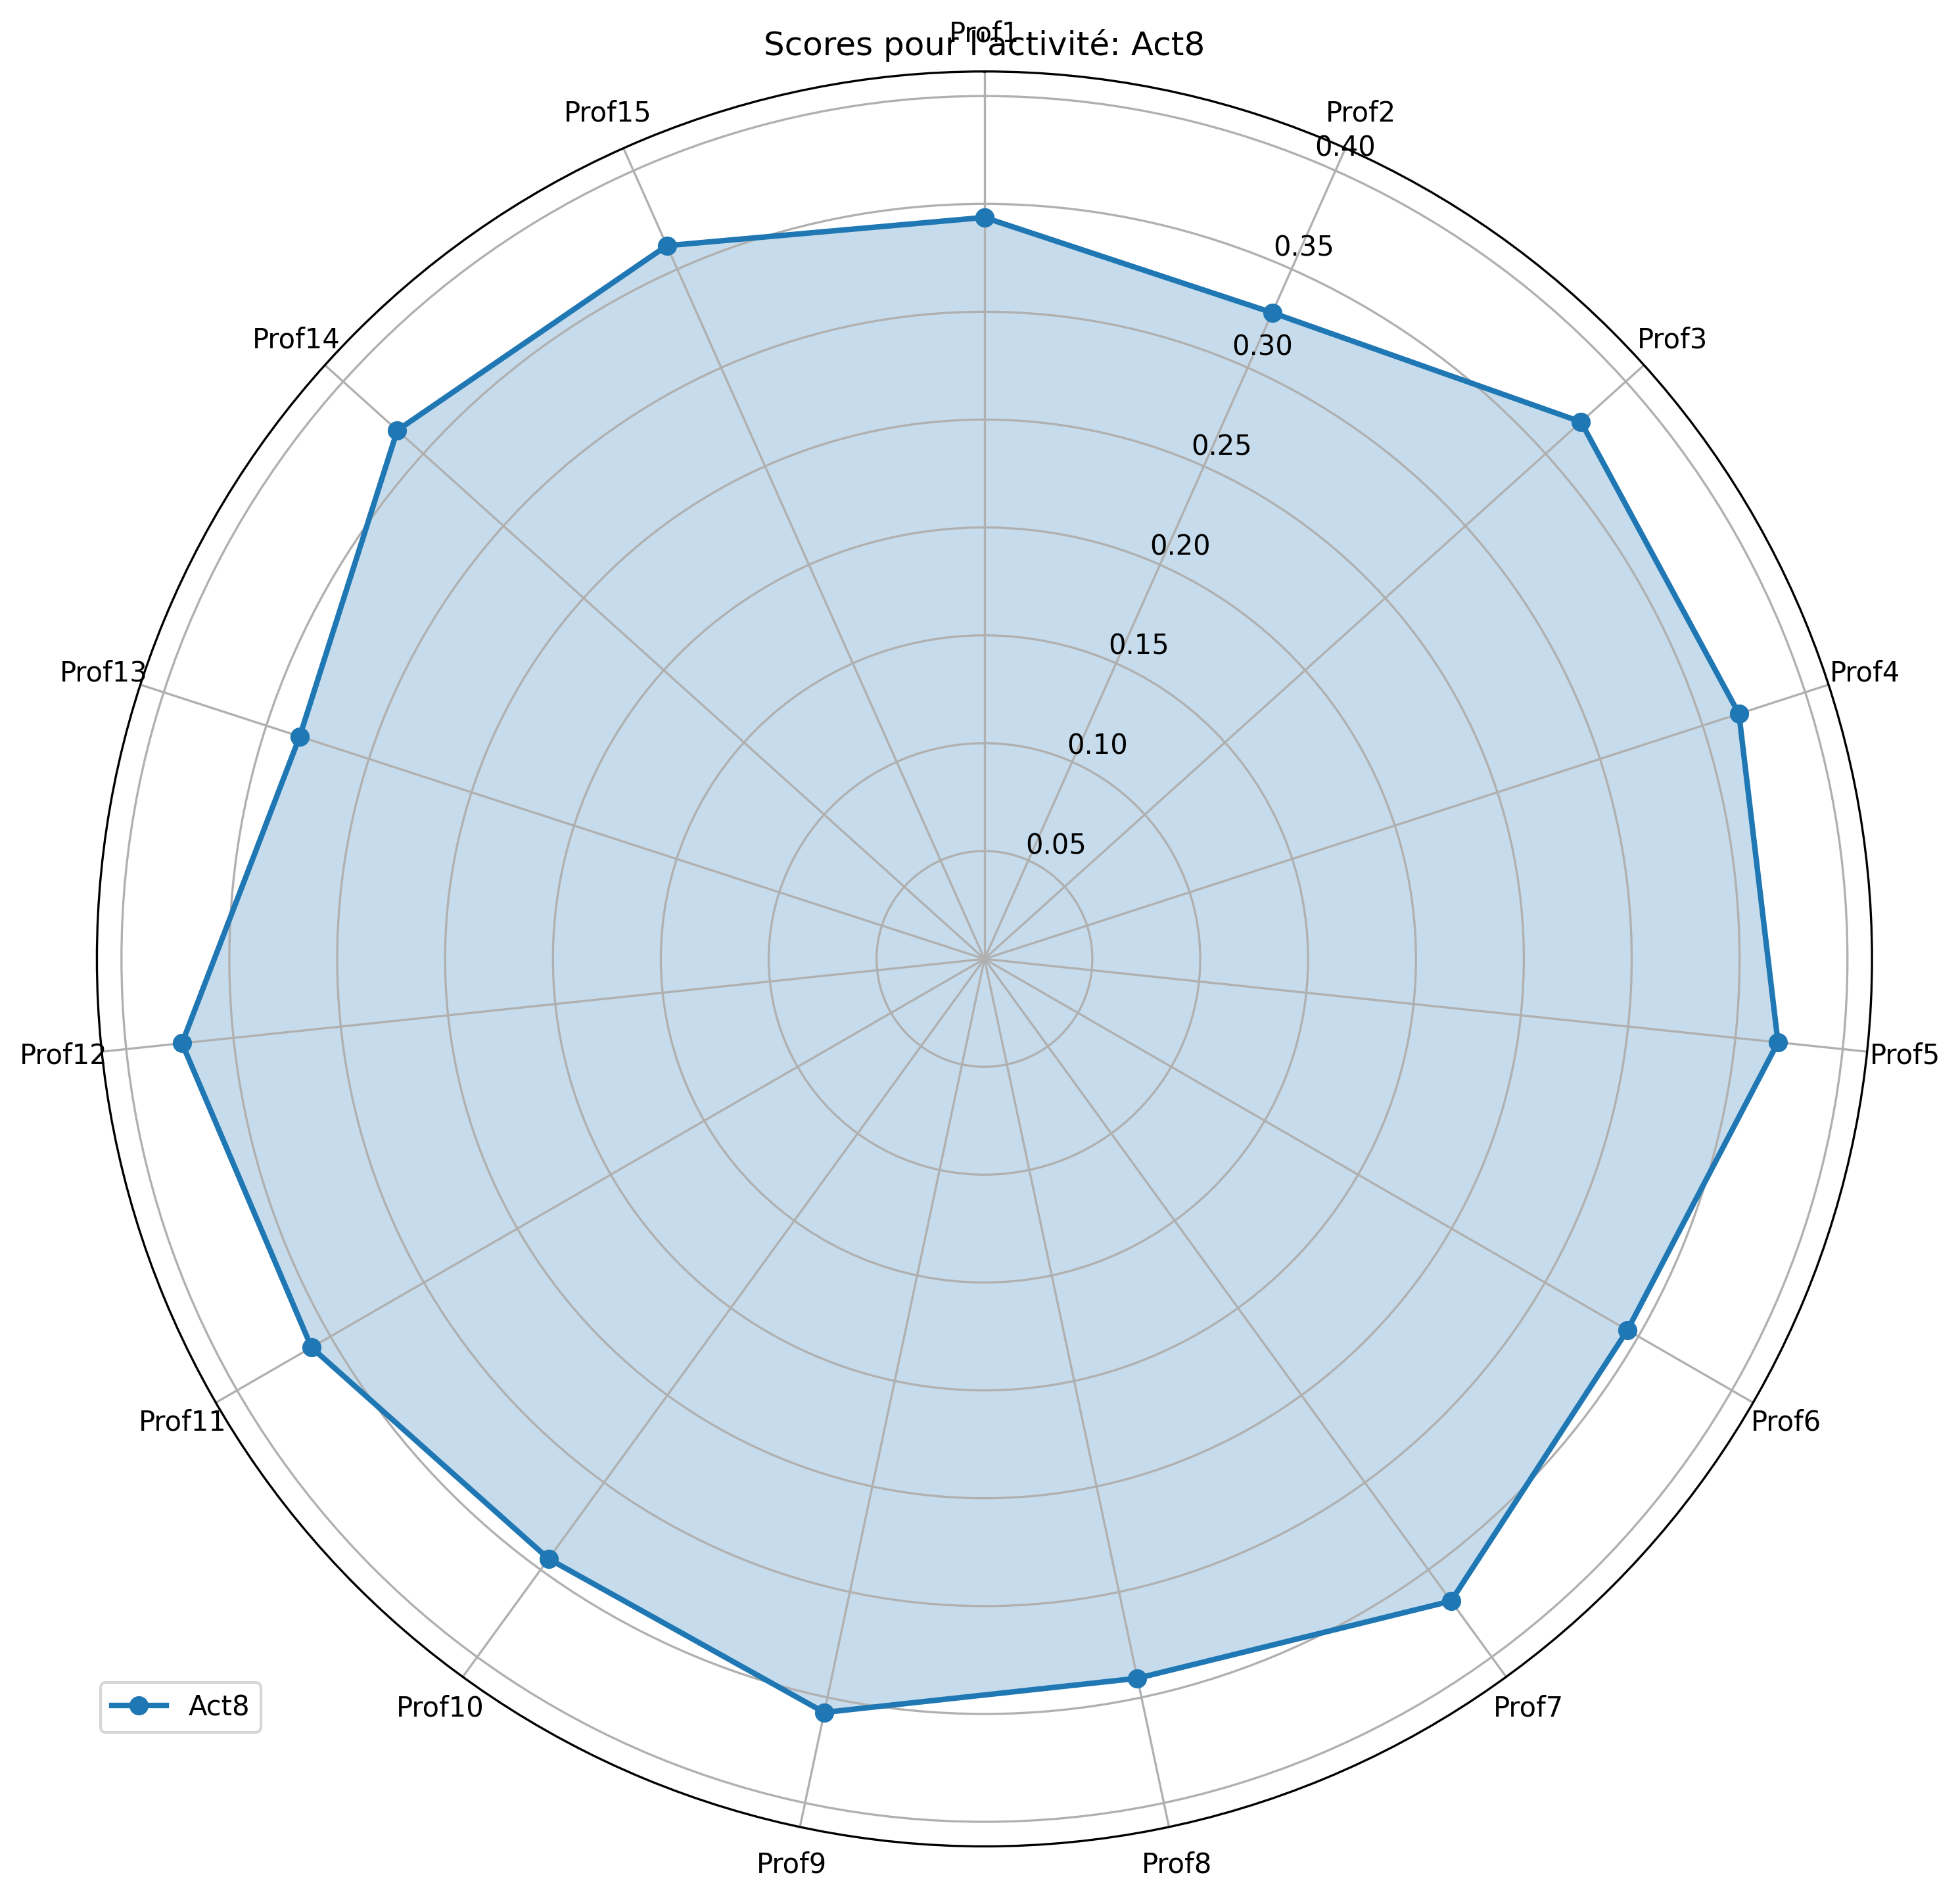 Prof1
Scores pour l'activité: Act8
Prof15
Prof2
0.40
0.35
Prof14
Prof3
0.30
0.25
0.20
Prof13
Prof4
0.15
0.10
0.05
Prof12
Prof5
Prof11
Prof6
Act8
Prof10
Prof7
Prof9
Prof8